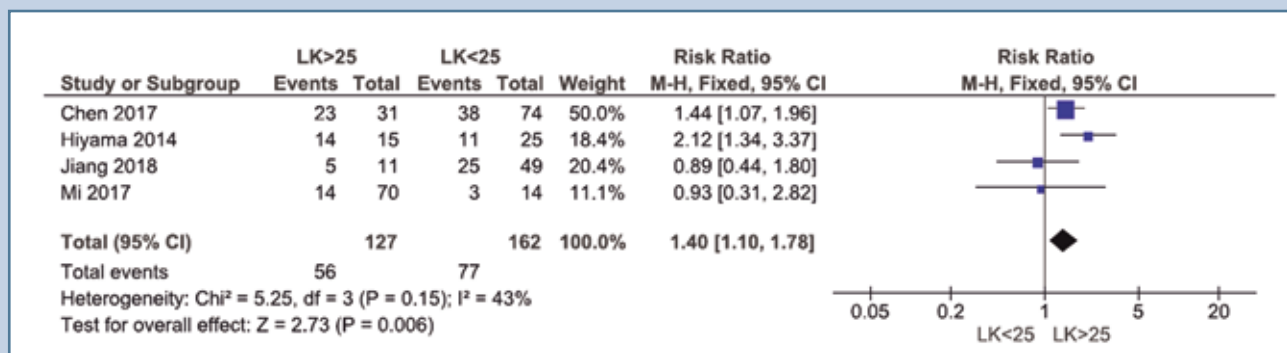 LK>25 LK<25 Risk Ratio Risk Ratio
Study or Subgroup Events Total Events Total Weight M-H, Fixed, 95% CI M-H, Fixed, 95% CI
Chen 2017 23 31 38 74 50.0% 1.44 [1.07, 1.96]
Hiyama 2014 14 15 11 25 18.4% 2.12 [1.34, 3.37]
Jiang 2018 5 11 25 49 20.4% 0.89 [0.44, 1.80]
Mi 2017 14 70 3 14 11.1% 0.93 [0.31, 2.82]
Total (95% CI) 127 162 100.0% 1.40 [1.10, 1.78]
Total events 56 77
Heterogeneity: Chi² = 5.25, df = 3 (P = 0.15); I² = 43%
Test for overall effect: Z = 2.73 (P = 0.006)
0.05 0.2 1 5 20
LK<25 LK>25